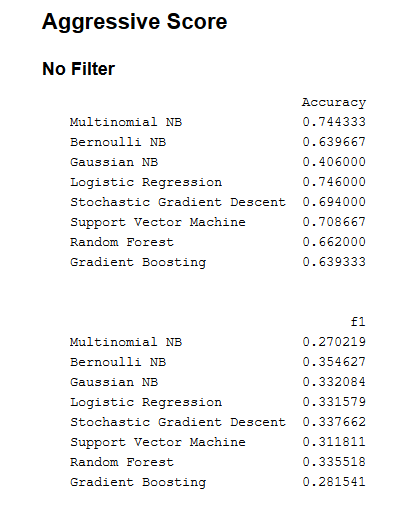 Aggressive Score
No Filter
Accuracy
Multinomial NB 0.744333
Bernoulli NB 0.639667
Gaussian NB 0.406000
Logistic Regression 0.746000
Stochastic Gradient Descent 0.694000
Support Vector Machine 0.708667
Random Forest 0.662000
Gradient Boosting 0.639333
f1
Multinomial NB 0.270219
Bernoulli NB 0.354627
Gaussian NB 0.332084
Logistic Regression 0.331579
Stochastic Gradient Descent 0.337662
Support Vector Machine 0.311811
Random Forest 0.335518
Gradient Boosting 0.281541